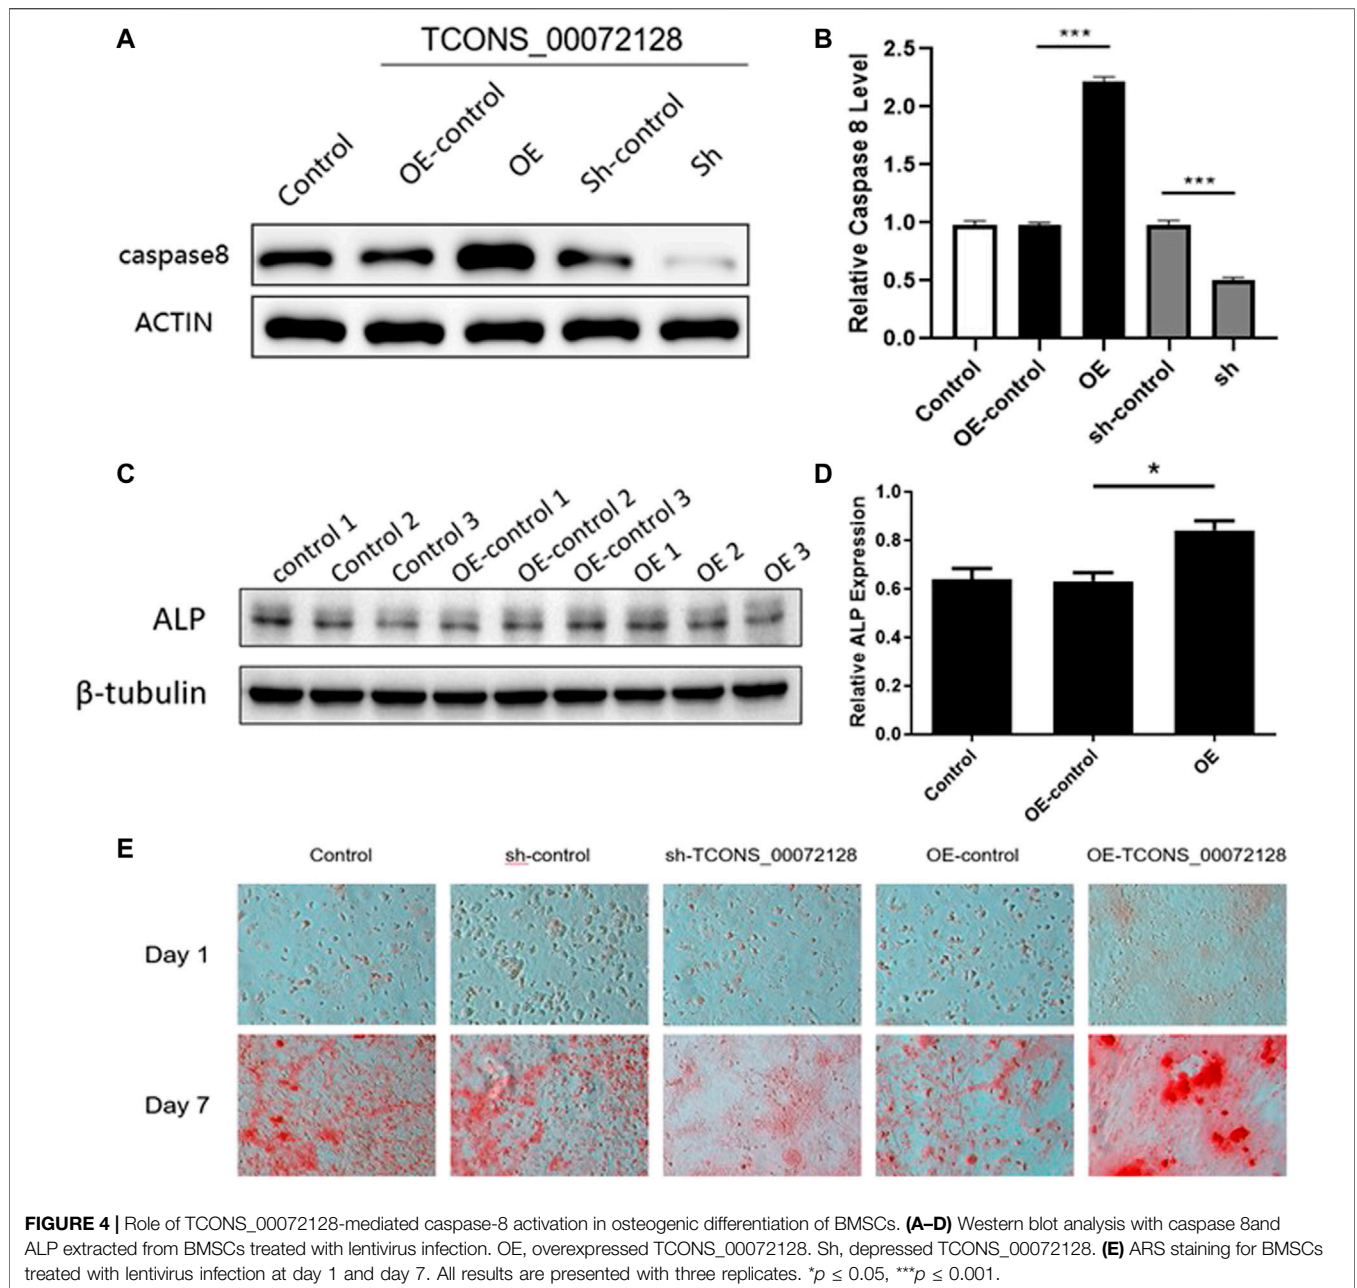 A
TCONS_00072128
Control
OE-control
OE
Sh-control
Sh
caspase8
ACTIN
B
Relative Caspase 8 Level
2.5
2.0
1.5
1.0
0.5
0.0
***
***
Control
OE-control
OE
sh-control
sh
C
control 1
Control 2
Control 3
OE-control 1
OE-control 2
OE-control 3
OE 1
OE 2
OE 3
ALP
β-tubulin
D
Relative ALP Expression
1.0
0.8
0.6
0.4
0.2
0.0
*
Control
OE-control
OE
E
Control
sh-control
sh-TCONS_00072128
OE-control
OE-TCONS_00072128
Day 1
Day 7
FIGURE 4 | Role of TCONS_00072128-mediated caspase-8 activation in osteogenic differentiation of BMSCs. (A–D) Western blot analysis with caspase 8and
ALP extracted from BMSCs treated with lentivirus infection. OE, overexpressed TCONS_00072128. Sh, depressed TCONS_00072128. (E) ARS staining for BMSCs
treated with lentivirus infection at day 1 and day 7. All results are presented with three replicates. *p ≤ 0.05, ***p ≤ 0.001.